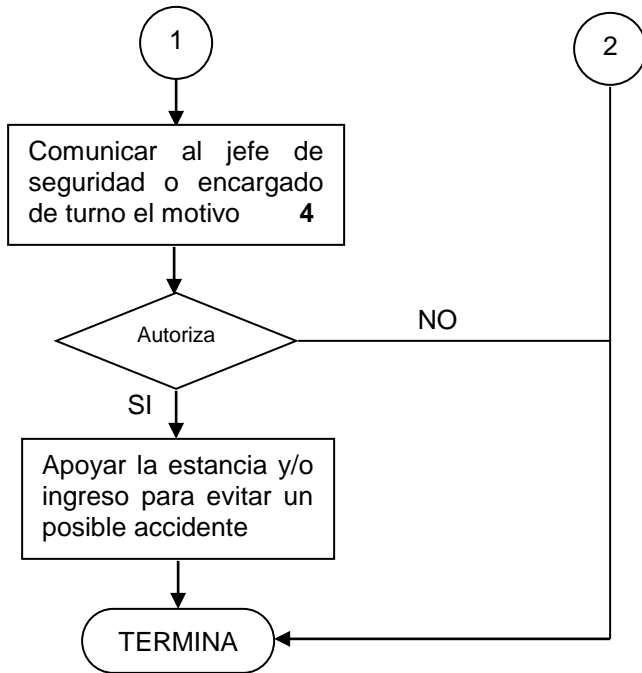 1
2
Comunicar al jefe de
seguridad o encargado
de turno el motivo 4
Autoriza
NO
SI
Apoyar la estancia y/o
ingreso para evitar un
posible accidente
TERMINA